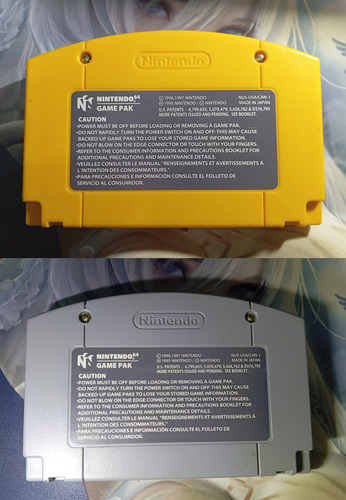 Nintendo
NINTENDO64
GAME PAK
©1996,1997 NINTENDO
Ⓟ1995 NINTENDO / Ⓒ NINTENDO
NUS-USA/CAN-1
MADE IN JAPAN
U.S. PATENTS : 4,799,635; 5,070,479; 5,426,762 & D376,795
MORE PATENTS ISSUED AND PENDING. SEE BOOKLET.
CAUTION
•POWER MUST BE OFF BEFORE LOADING OR REMOVING A GAME PAK.
•DO NOT RAPIDLY TURN THE POWER SWITCH ON AND OFF-THIS MAY CAUSE
BACKED-UP GAME PAKS TO LOSE YOUR STORED GAME INFORMATION.
•DO NOT BLOW ON THE EDGE CONNECTOR OR TOUCH WITH YOUR FINGERS.
•REFER TO THE CONSUMER INFORMATION AND PRECAUTIONS BOOKLET FOR
ADDITIONAL PRECAUTIONS AND MAINTENANCE DETAILS.
•VEUILLEZ CONSULTER LE MANUEL "RENSEIGNEMENTS ET AVERTISSEMENTS À
L'INTENTION DES CONSOMMATEURS."
•PARA PRECAUCIONES E INFORMACIÓN CONSULTE EL FOLLETO DE
SERVICIO AL CONSUMIDOR.
Nintendo
NINTENDO64
GAME PAK
©1996,1997 NINTENDO
Ⓟ1995 NINTENDO / Ⓒ NINTENDO
NUS-USA/CAN-1
MADE IN JAPAN
U.S. PATENTS : 4,799,635; 5,070,479; 5,426,762 & D376,795
MORE PATENTS ISSUED AND PENDING. SEE BOOKLET.
CAUTION
•POWER MUST BE OFF BEFORE LOADING OR REMOVING A GAME PAK.
•DO NOT RAPIDLY TURN THE POWER SWITCH ON AND OFF-THIS MAY CAUSE
BACKED-UP GAME PAKS TO LOSE YOUR STORED GAME INFORMATION.
•DO NOT BLOW ON THE EDGE CONNECTOR OR TOUCH WITH YOUR FINGERS.
•REFER TO THE CONSUMER INFORMATION AND PRECAUTIONS BOOKLET FOR
ADDITIONAL PRECAUTIONS AND MAINTENANCE DETAILS.
•VEUILLEZ CONSULTER LE MANUEL "RENSEIGNEMENTS ET AVERTISSEMENTS À
L'INTENTION DES CONSOMMATEURS."
•PARA PRECAUCIONES E INFORMACIÓN CONSULTE EL FOLLETO DE
SERVICIO AL CONSUMIDOR.